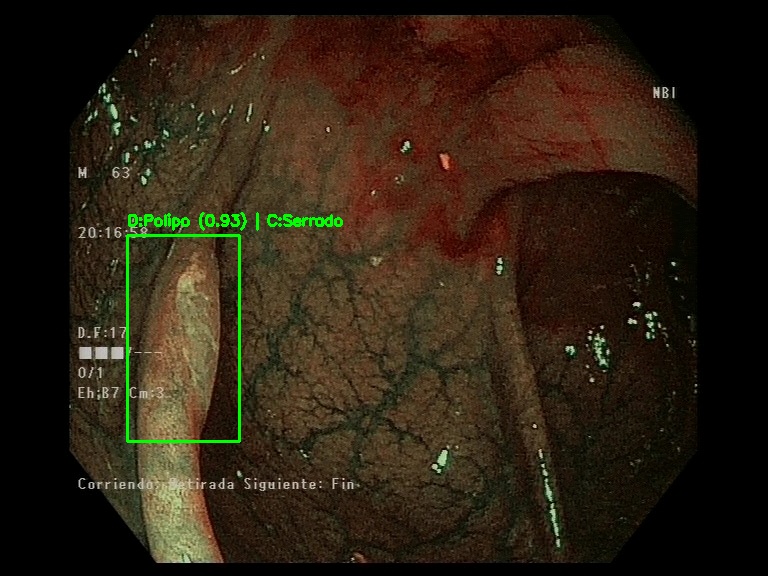 NBI
M 63
D:Polipo (0.93) | C:Serrado
20:16:58
D.F:17
■■■/---
0/1
Eh:B7 Cm:3
Corriendo: Retirada Siguiente: Fin